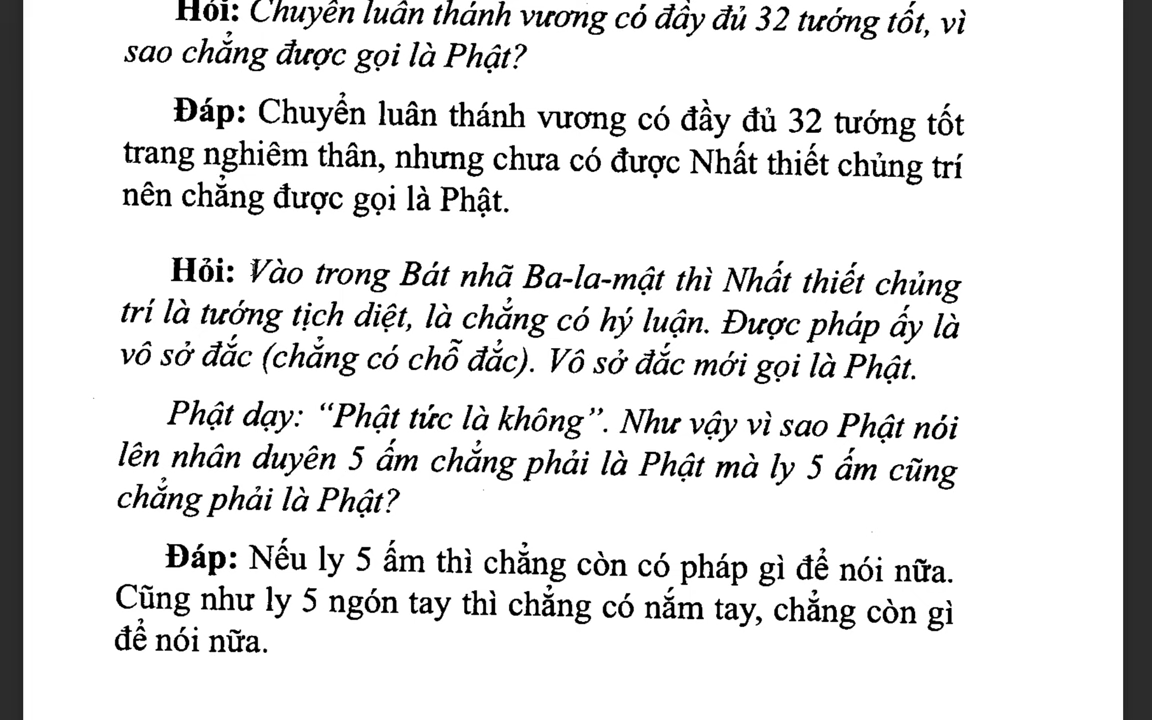 Hỏi: Chuyển luân thánh vương có đầy đủ 32 tướng tốt, vì
sao chẳng được gọi là Phật?
Đáp: Chuyển luân thánh vương có đầy đủ 32 tướng tốt
trang nghiêm thân, nhưng chưa có được Nhất thiết chủng trí
nên chẳng được gọi là Phật.
Hỏi: Vào trong Bát nhã Ba-la-mật thì Nhất thiết chủng
trí là tướng tịch diệt, là chẳng có hý luận. Được pháp ấy là
vô sở đắc (chẳng có chỗ đắc). Vô sở đắc mới gọi là Phật.
Phật dạy: “Phật tức là không”. Như vậy vì sao Phật nói
lên nhân duyên 5 ấm chẳng phải là Phật mà ly 5 ấm cũng
chẳng phải là Phật?
Đáp: Nếu ly 5 ấm thì chẳng còn có pháp gì để nói nữa.
Cũng như ly 5 ngón tay thì chẳng có nắm tay, chẳng còn gì
để nói nữa.